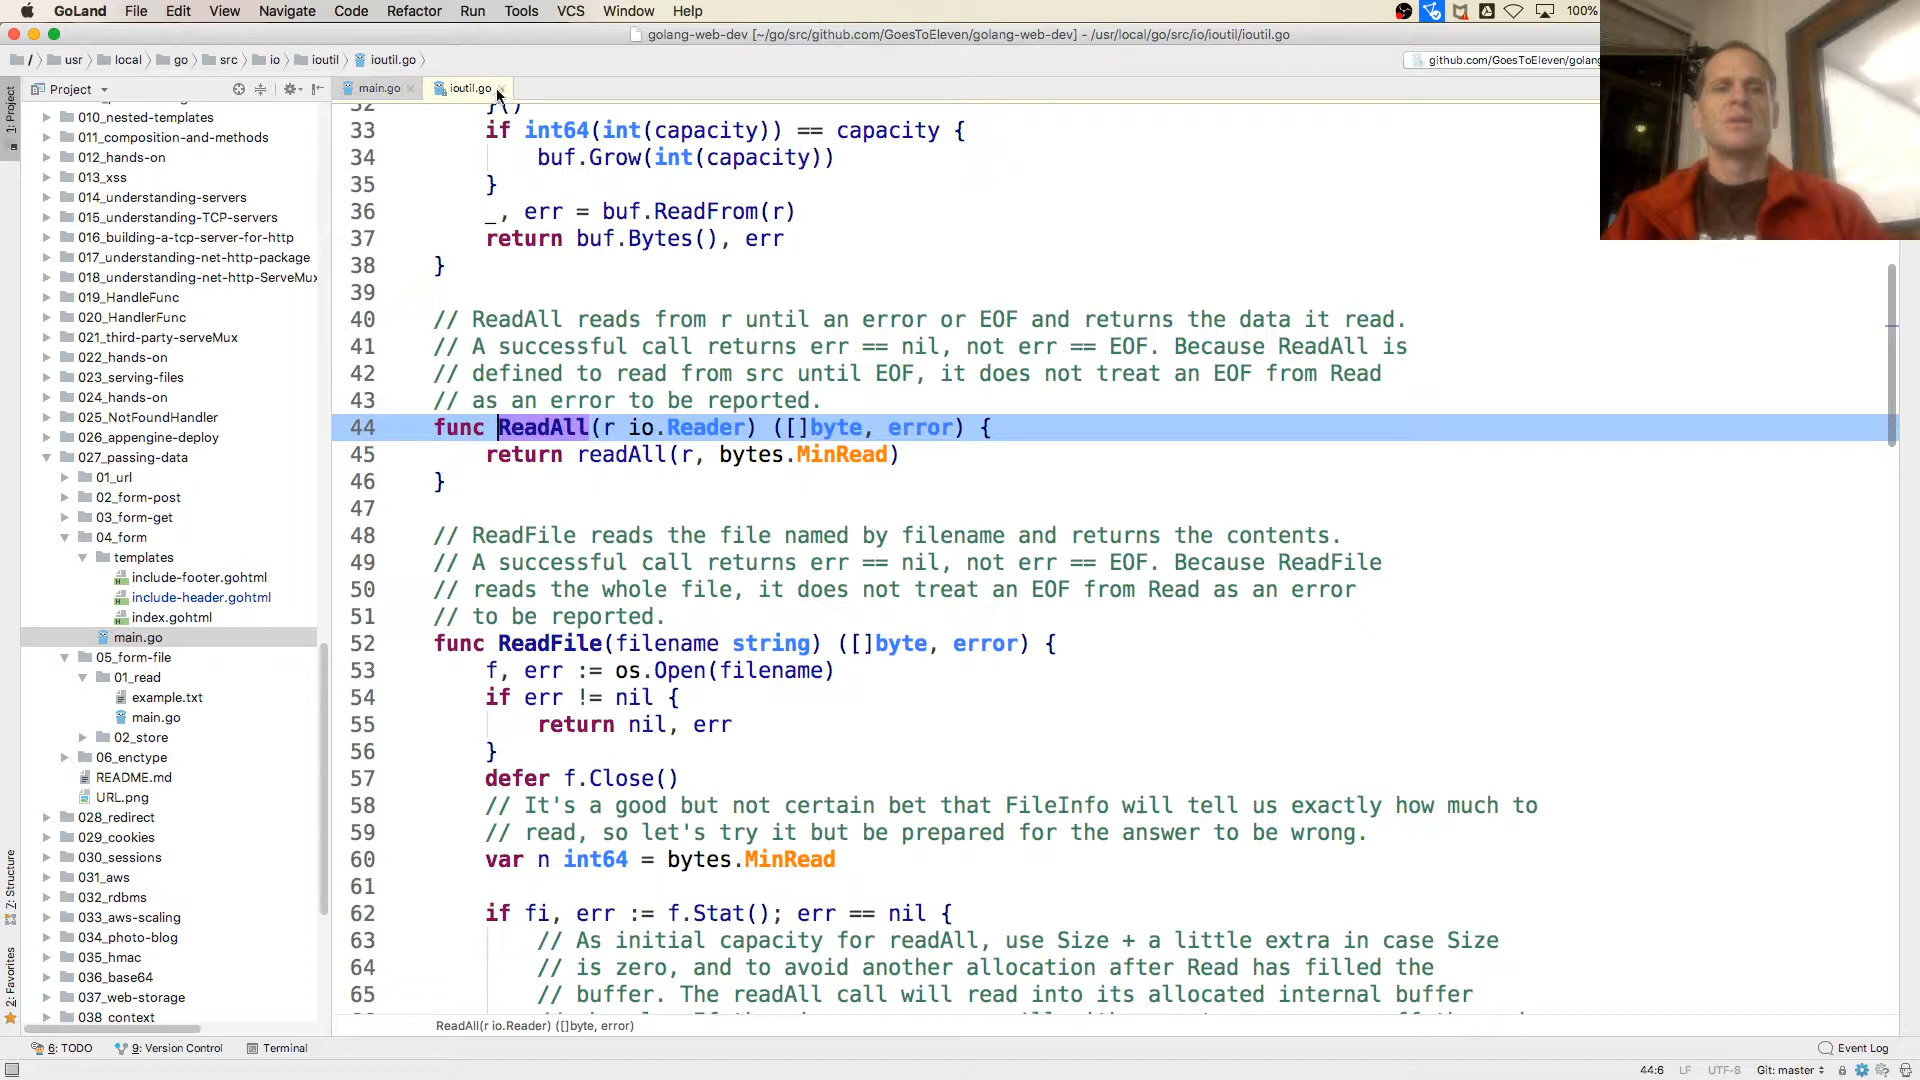 GoLand File Edit View Navigate Code Refactor Run Tools VCS Window Help 100%
golang-web-dev [~/go/src/github.com/GoesToEleven/golang-web-dev] - /usr/local/go/src/io/ioutil/ioutil.go
/ usr local go src io ioutil ioutil.go github.com/GoesToEleven/golang
Project main.go ioutil.go
1: Project
010_nested-templates
011_composition-and-methods
012_hands-on
013_xss
014_understanding-servers
015_understanding-TCP-servers
016_building-a-tcp-server-for-http
017_understanding-net-http-package
018_understanding-net-http-ServeMux
019_HandleFunc
020_HandlerFunc
021_third-party-serveMux
022_hands-on
023_serving-files
024_hands-on
025_NotFoundHandler
026_appengine-deploy
027_passing-data
01_url
02_form-post
03_form-get
04_form
templates
include-footer.gohtml
include-header.gohtml
index.gohtml
main.go
05_form-file
01_read
example.txt
main.go
02_store
06_enctype
README.md
URL.png
028_redirect
029_cookies
030_sessions
031_aws
032_rdbms
033_aws-scaling
034_photo-blog
035_hmac
036_base64
037_web-storage
038_context
7: Structure
2: Favorites
32 }()
33 if int64(int(capacity)) == capacity {
34 buf.Grow(int(capacity))
35 }
36 _, err = buf.ReadFrom(r)
37 return buf.Bytes(), err
38 }
39
40 // ReadAll reads from r until an error or EOF and returns the data it read.
41 // A successful call returns err == nil, not err == EOF. Because ReadAll is
42 // defined to read from src until EOF, it does not treat an EOF from Read
43 // as an error to be reported.
44 func ReadAll(r io.Reader) ([]byte, error) {
45 return readAll(r, bytes.MinRead)
46 }
47
48 // ReadFile reads the file named by filename and returns the contents.
49 // A successful call returns err == nil, not err == EOF. Because ReadFile
50 // reads the whole file, it does not treat an EOF from Read as an error
51 // to be reported.
52 func ReadFile(filename string) ([]byte, error) {
53 f, err := os.Open(filename)
54 if err != nil {
55 return nil, err
56 }
57 defer f.Close()
58 // It's a good but not certain bet that FileInfo will tell us exactly how much to
59 // read, so let's try it but be prepared for the answer to be wrong.
60 var n int64 = bytes.MinRead
61
62 if fi, err := f.Stat(); err == nil {
63 // As initial capacity for readAll, use Size + a little extra in case Size
64 // is zero, and to avoid another allocation after Read has filled the
65 // buffer. The readAll call will read into its allocated internal buffer
ReadAll(r io.Reader) ([]byte, error)
6: TODO 9: Version Control Terminal Event Log
44:6 LF UTF-8 Git: master